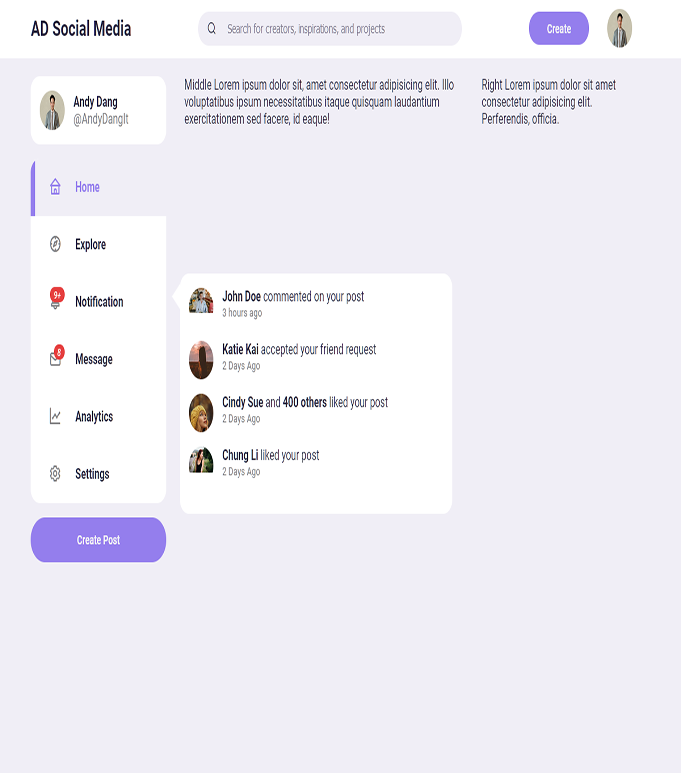 AD Social Media
Search for creators, inspirations, and projects
Create
Andy Dang
@AndyDangIt
Home
Explore
9+
Notification
8
Message
Analytics
Settings
Create Post
Middle Lorem ipsum dolor sit, amet consectetur adipisicing elit. Illo
voluptatibus ipsum necessitatibus itaque quisquam laudantium
exercitationem sed facere, id eaque!
John Doe commented on your post
3 hours ago
Katie Kai accepted your friend request
2 Days Ago
Cindy Sue and 400 others liked your post
2 Days Ago
Chung Li liked your post
2 Days Ago
Right Lorem ipsum dolor sit amet
consectetur adipisicing elit.
Perferendis, officia.